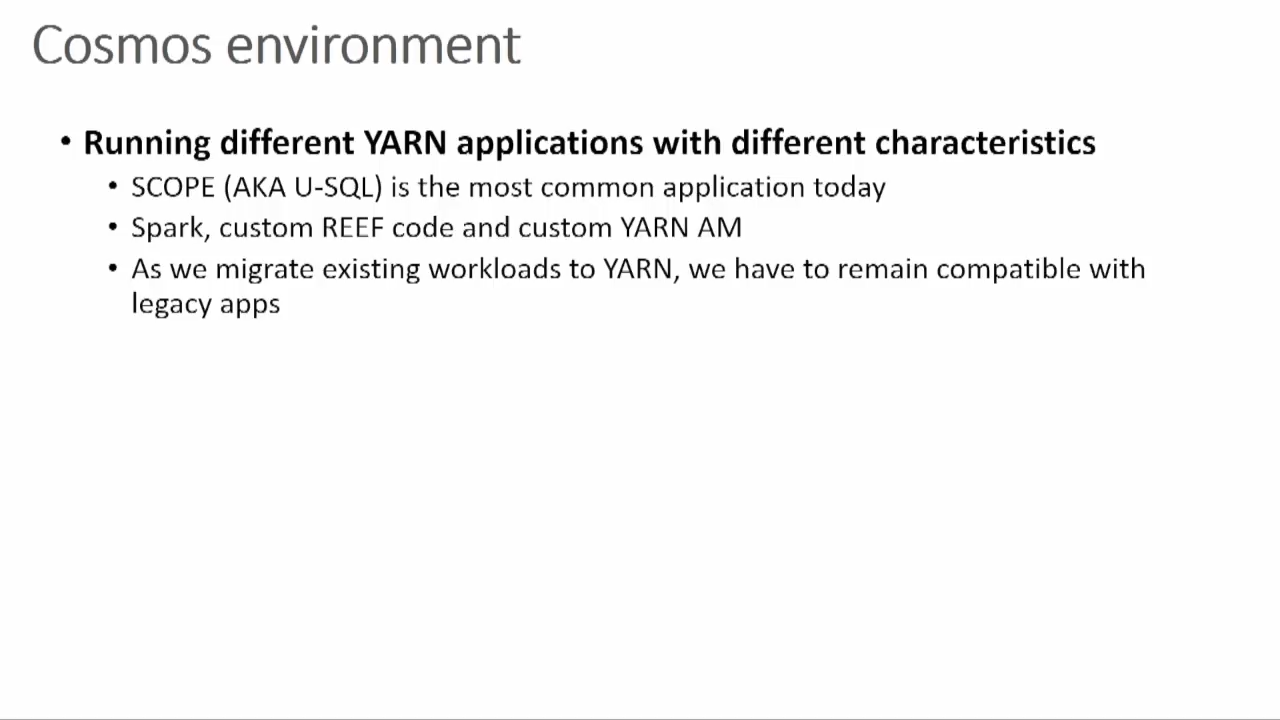 Cosmos environment
• Running different YARN applications with different characteristics
• SCOPE (AKA U-SQL) is the most common application today
• Spark, custom REEF code and custom YARN AM
• As we migrate existing workloads to YARN, we have to remain compatible with
legacy apps